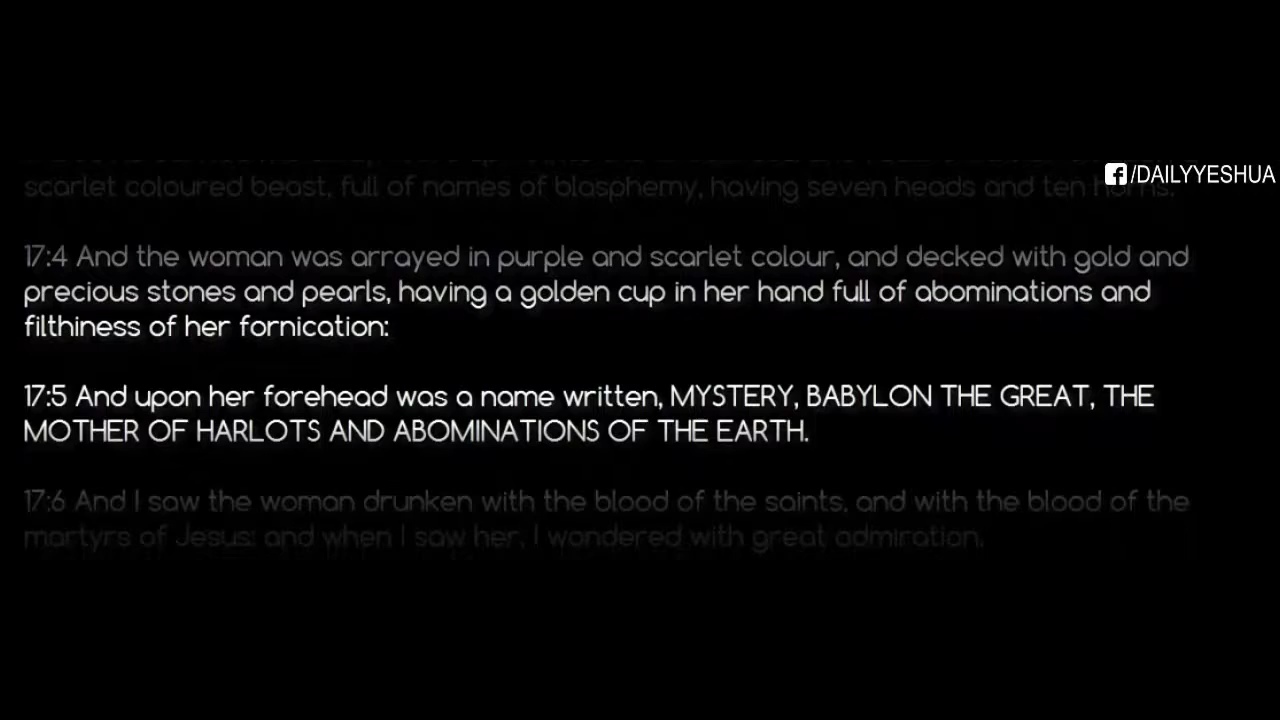 /DAILYYESHUA
scarlet coloured beast, full of names of blasphemy, having seven heads and ten horns.
17:4 And the woman was arrayed in purple and scarlet colour, and decked with gold and
precious stones and pearls, having a golden cup in her hand full of abominations and
filthiness of her fornication:
17:5 And upon her forehead was a name written, MYSTERY, BABYLON THE GREAT, THE
MOTHER OF HARLOTS AND ABOMINATIONS OF THE EARTH.
17:6 And I saw the woman drunken with the blood of the saints, and with the blood of the
martyrs of Jesus: and when I saw her, I wondered with great admiration.